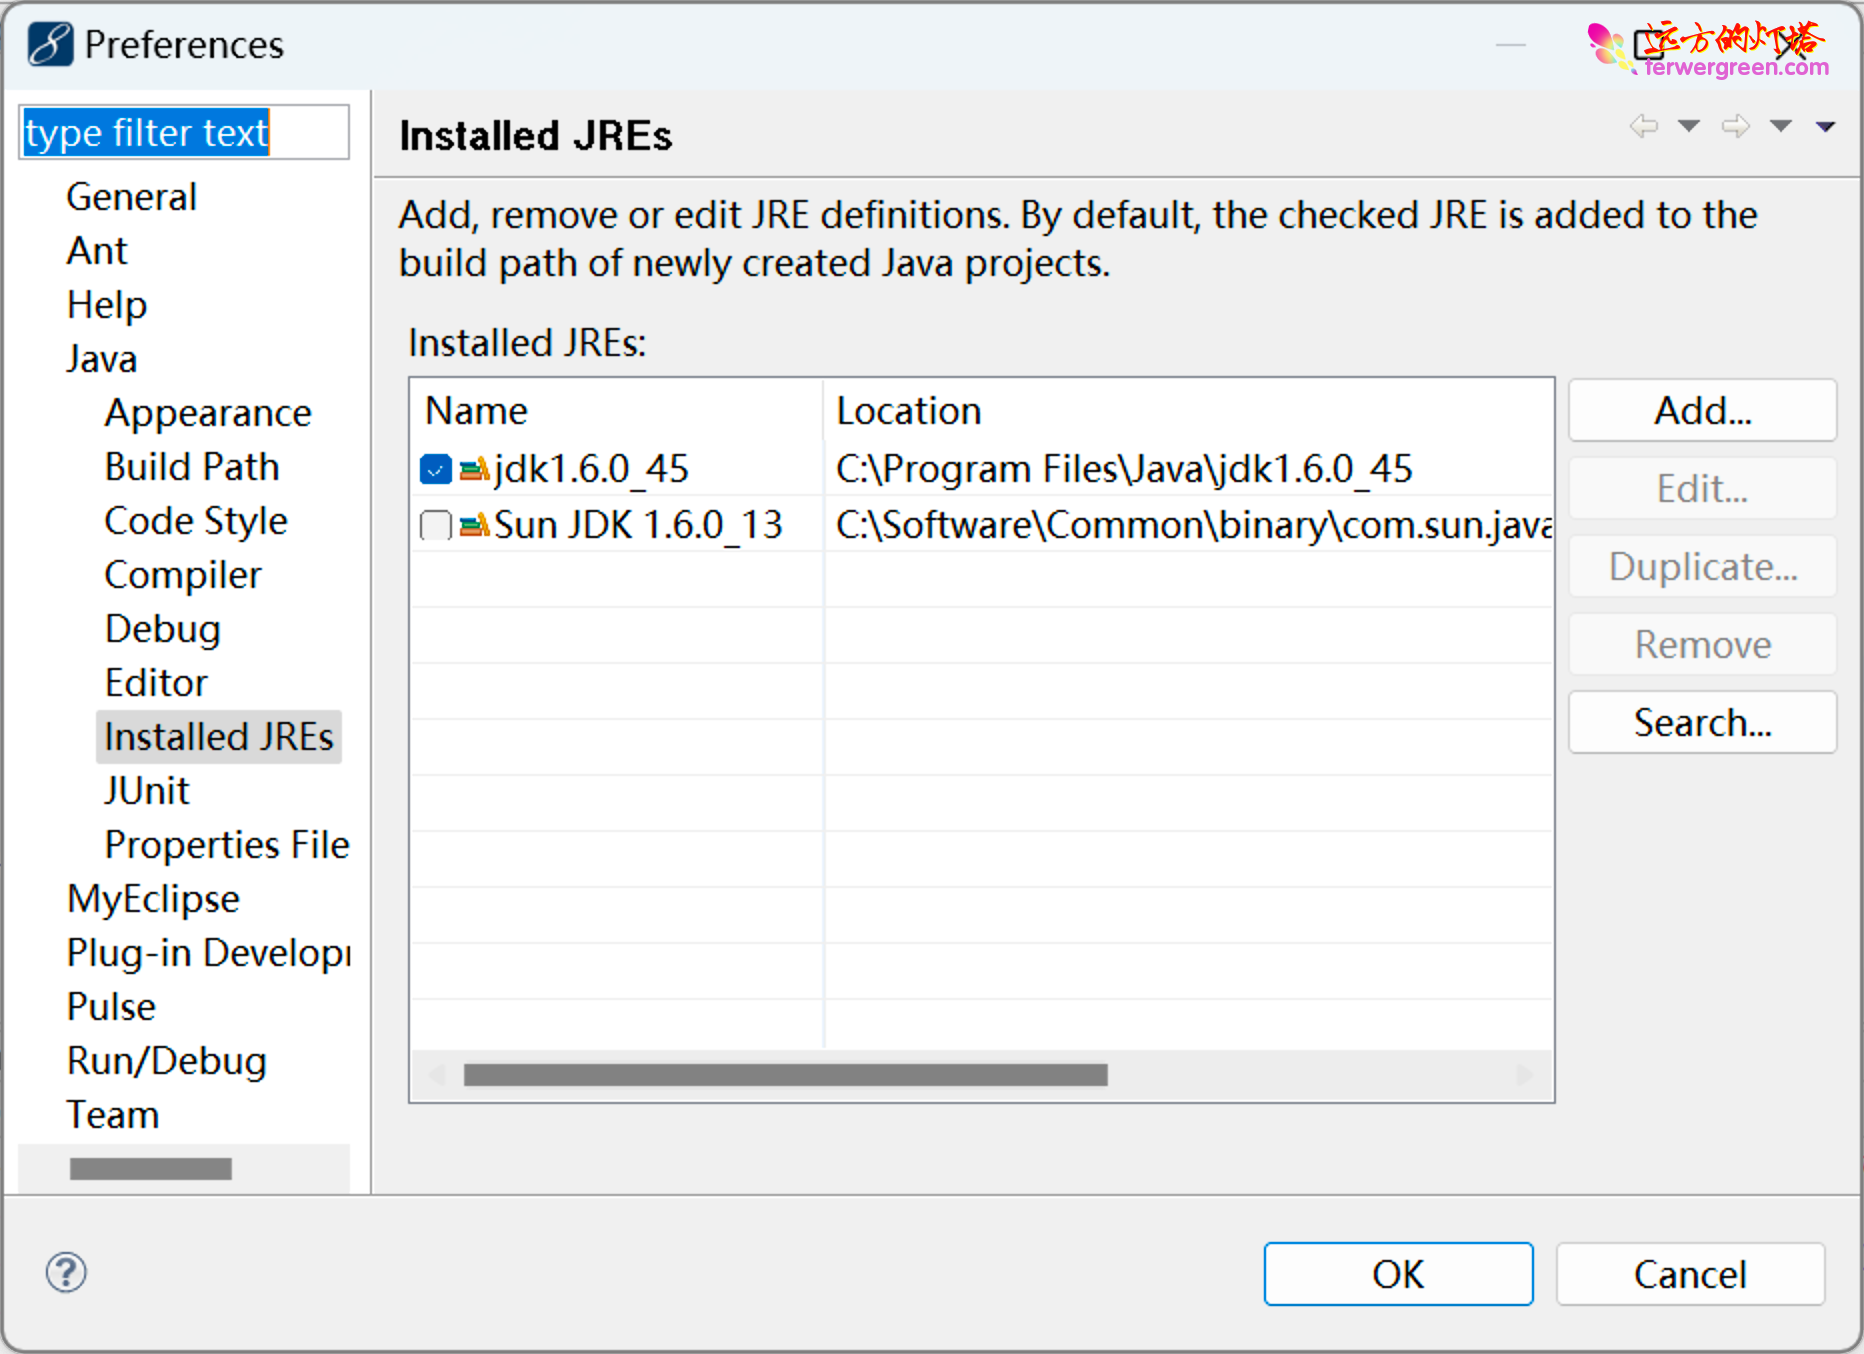 Preferences
远方的灯塔
ferwergreen.com
type filter text
General
Ant
Help
Java
Appearance
Build Path
Code Style
Compiler
Debug
Editor
Installed JREs
JUnit
Properties File
MyEclipse
Plug-in Develop
Pulse
Run/Debug
Team
Installed JREs
Add, remove or edit JRE definitions. By default, the checked JRE is added to the
build path of newly created Java projects.
Installed JREs:
Name Location
jdk1.6.0_45 C:\Program Files\Java\jdk1.6.0_45
Sun JDK 1.6.0_13 C:\Software\Common\binary\com.sun.java
Add...
Edit...
Duplicate...
Remove
Search...
?
OK Cancel